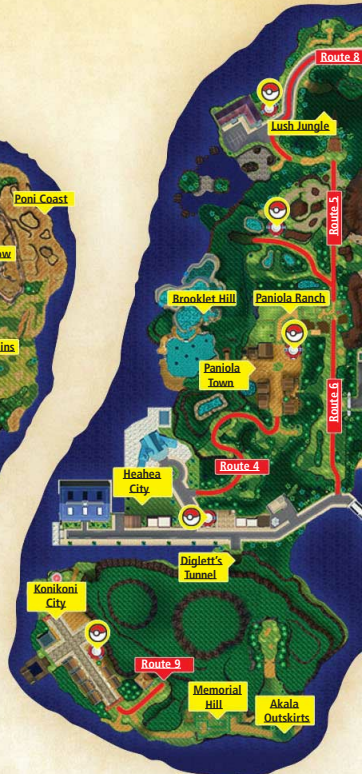 Route 8
Lush Jungle
Poni Coast
Route 5
Brooklet Hill
Paniola Ranch
Paniola
Town
Route 6
Route 4
Heahea
City
Diglett's
Tunnel
Konikoni
City
Route 9
Memorial
Hill
Akala
Outskirts